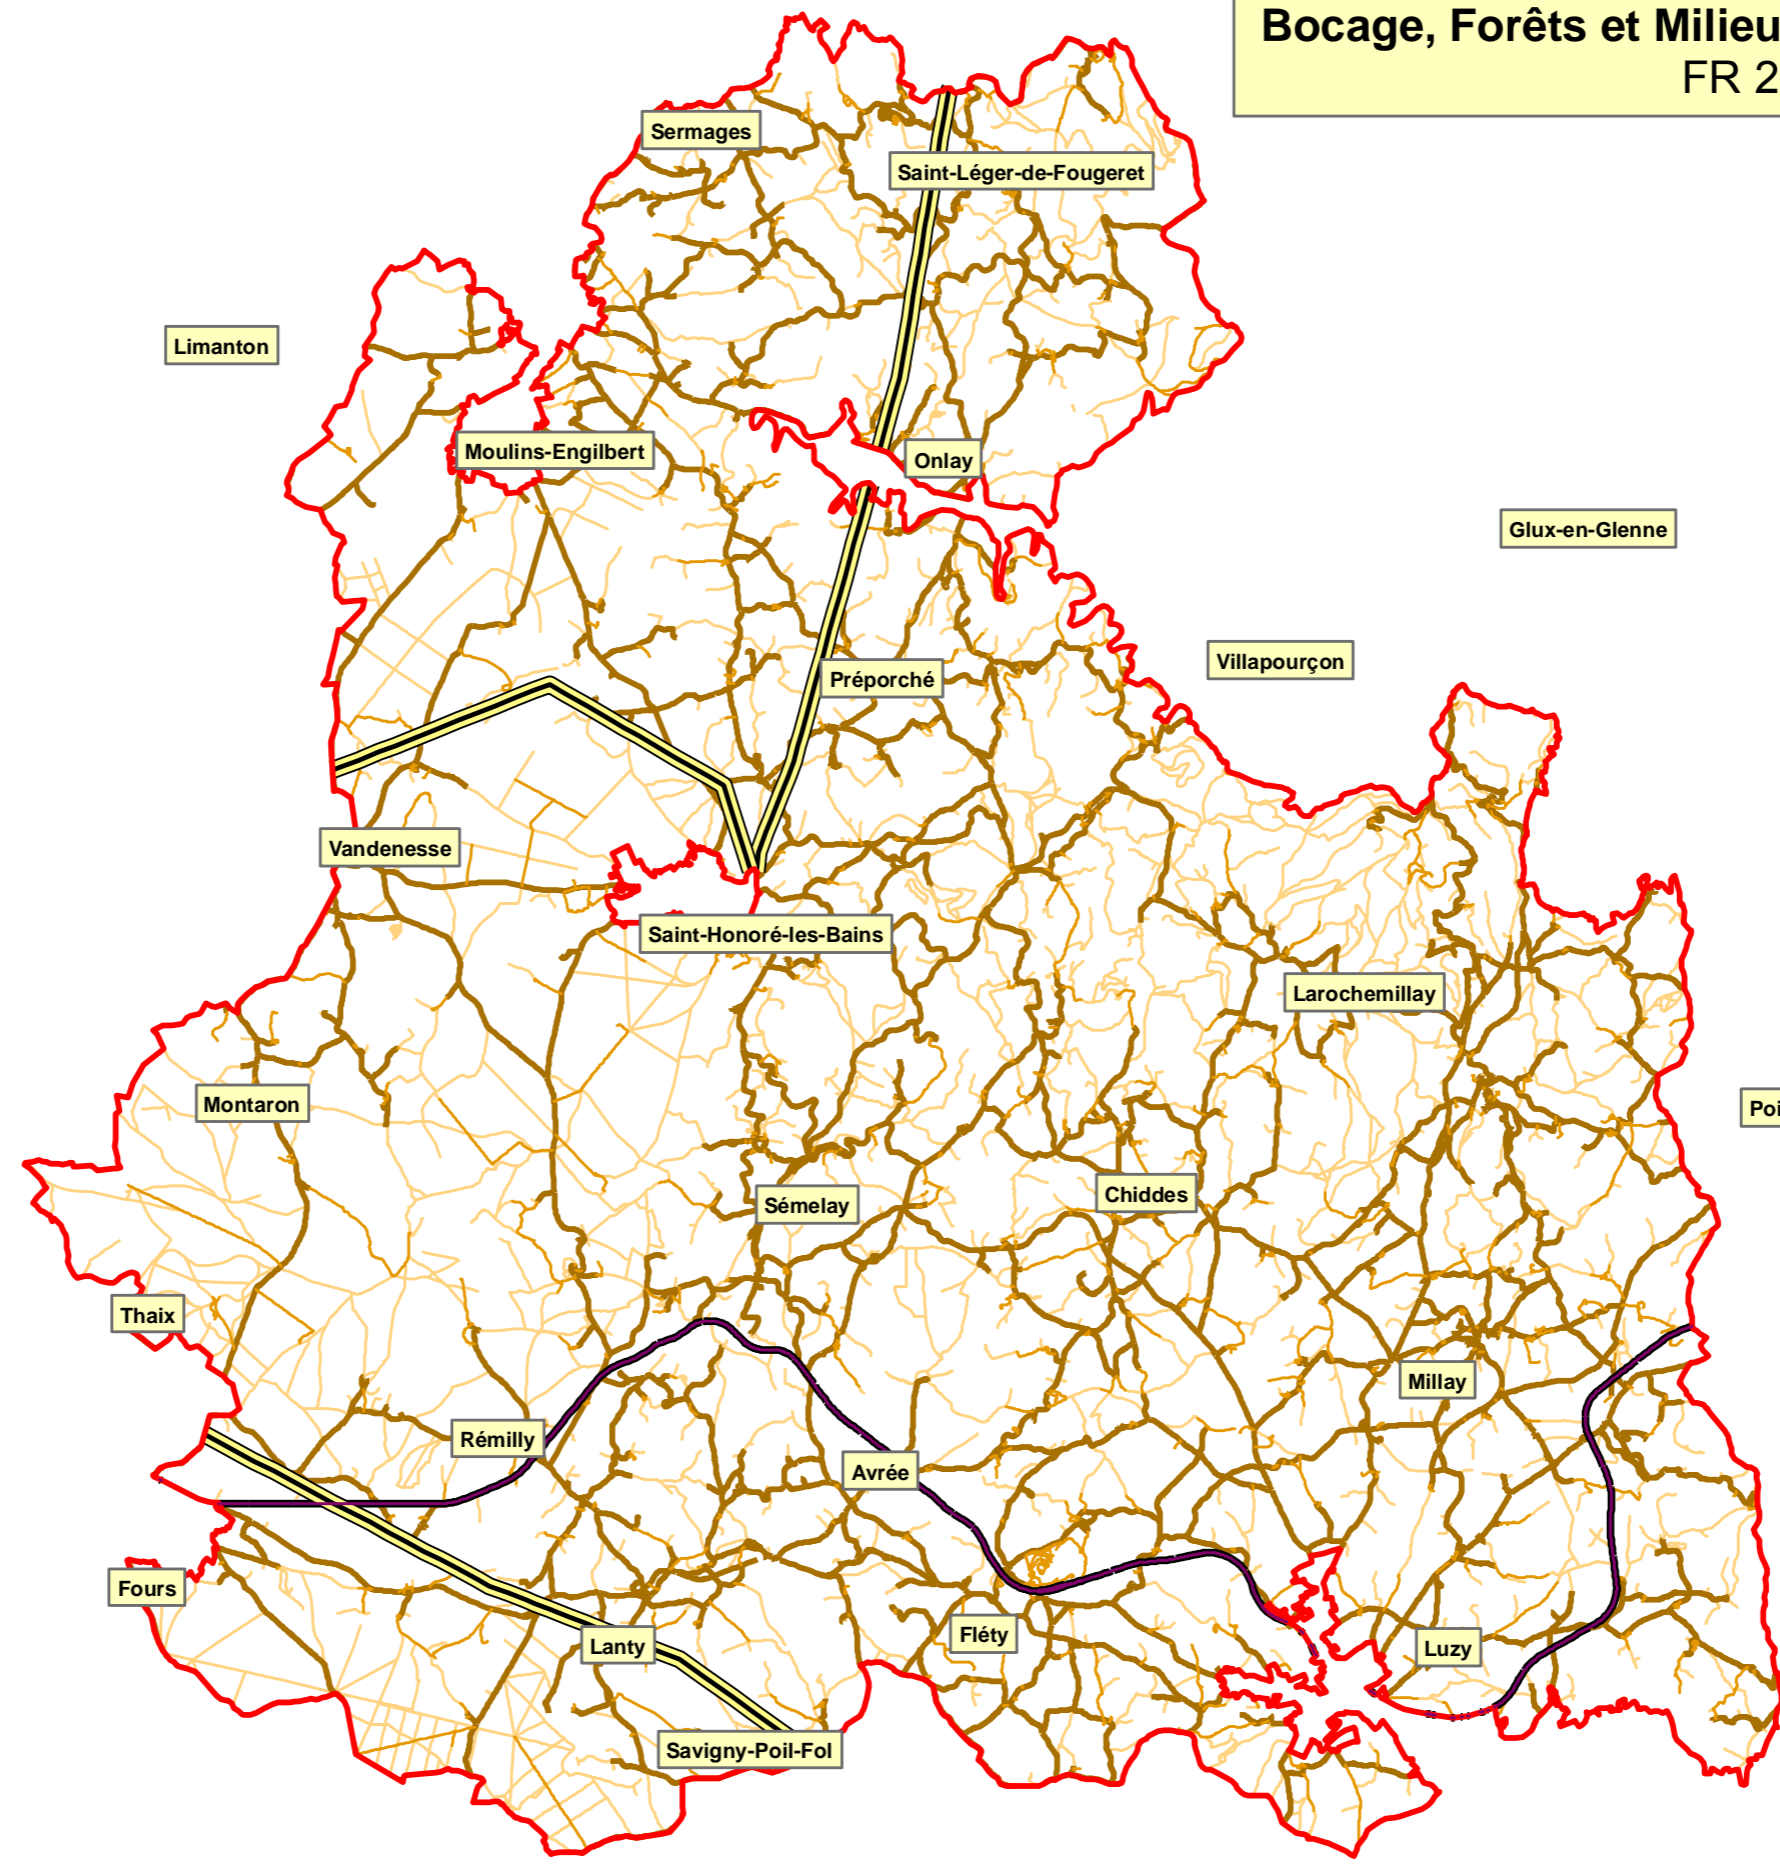 Bocage, Forêts et Milieu
FR 2
Sermages
Saint-Léger-de-Fougeret
Limanton
Moulins-Engilbert
Onlay
Glux-en-Glenne
Villapourçon
Préporché
Vandenesse
Saint-Honoré-les-Bains
Larochemillay
Montaron
Poi
Sémelay
Chiddes
Thaix
Millay
Rémilly
Avrée
Fours
Fléty
Lanty
Luzy
Savigny-Poil-Fol